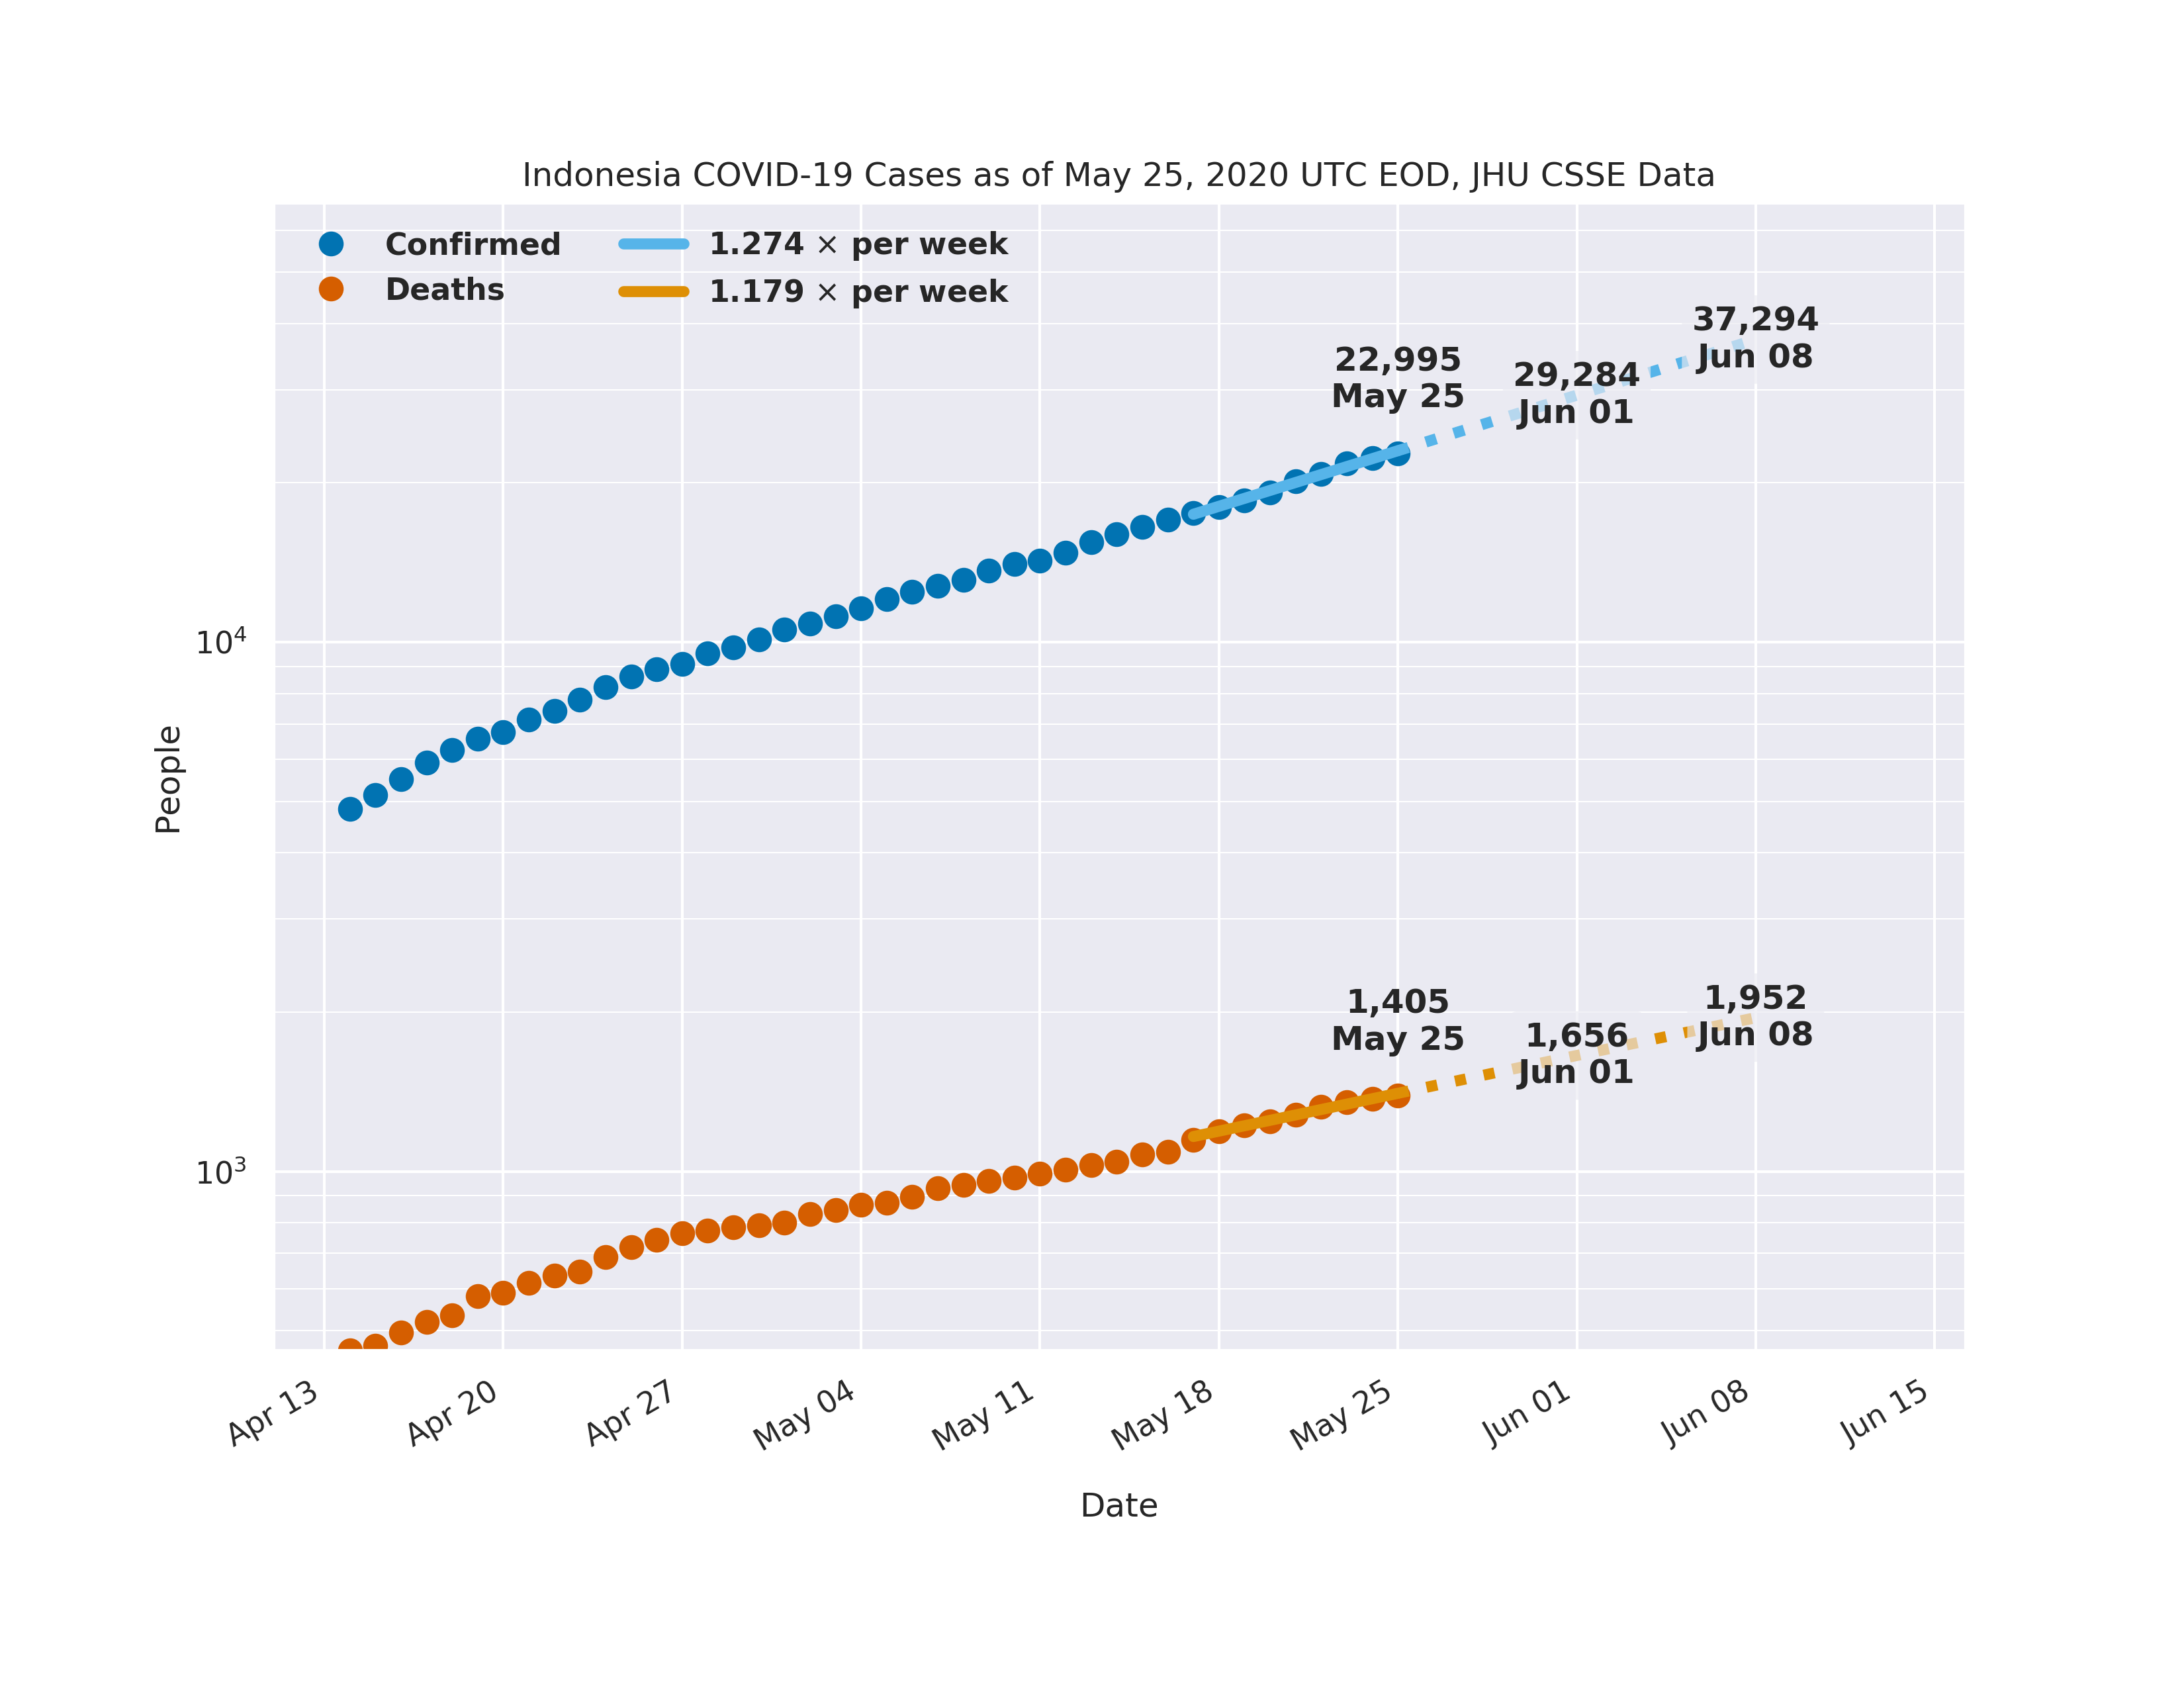 Indonesia COVID-19 Cases as of May 25, 2020 UTC EOD, JHU CSSE Data
Confirmed
Deaths
1.274 × per week
1.179 × per week
37,294
Jun 08
22,995
May 25
29,284
Jun 01
10⁴
People
1,405
May 25
1,656
Jun 01
1,952
Jun 08
10³
Apr 13
Apr 20
Apr 27
May 04
May 11
May 18
May 25
Jun 01
Jun 08
Jun 15
Date